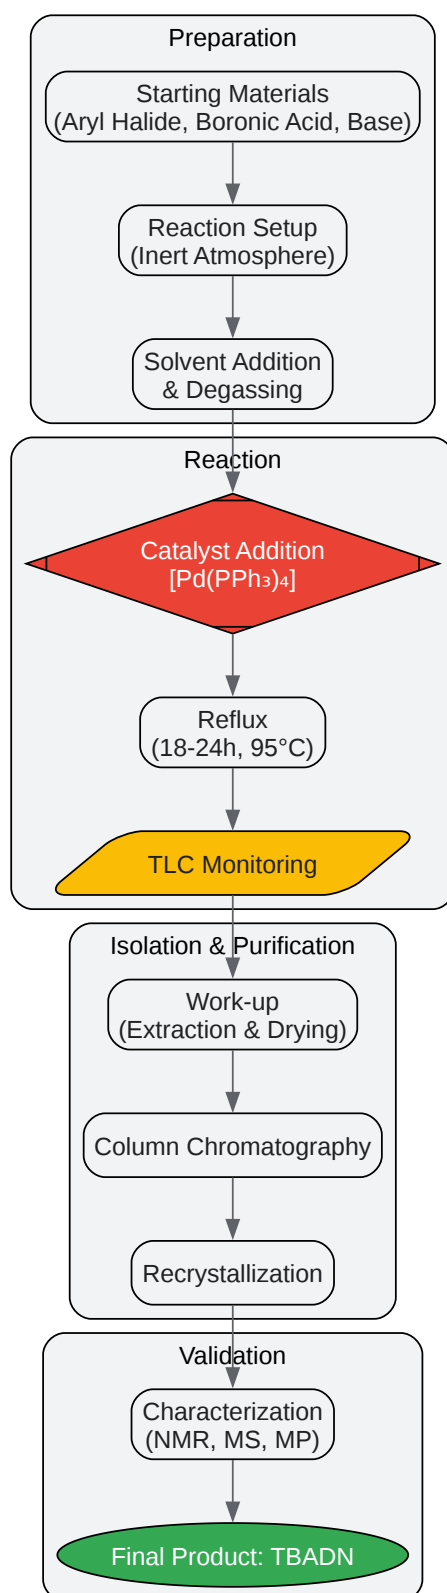 Preparation
Starting Materials
(Aryl Halide, Boronic Acid, Base)
Reaction Setup
(Inert Atmosphere)
Solvent Addition
& Degassing
Reaction
Catalyst Addition
[Pd(PPh₃)₄]
Reflux
(18-24h, 95°C)
TLC Monitoring
Isolation & Purification
Work-up
(Extraction & Drying)
Column Chromatography
Recrystallization
Validation
Characterization
(NMR, MS, MP)
Final Product: TBADN